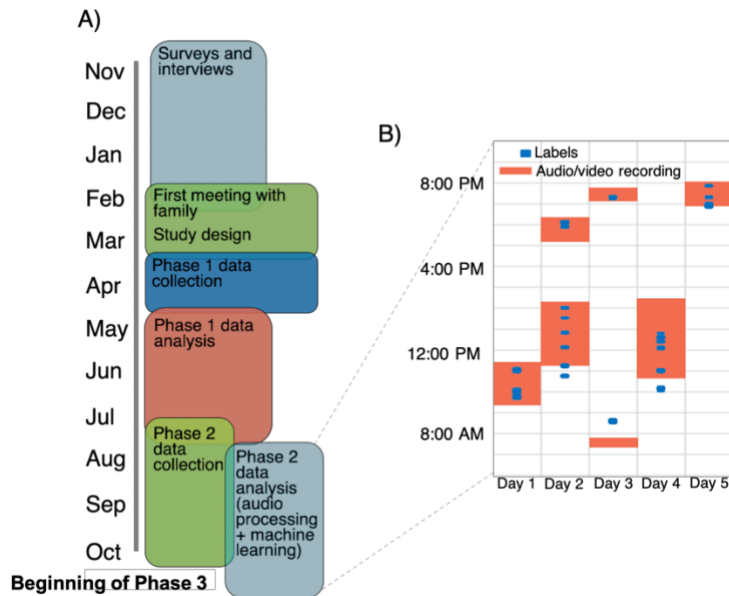 A)
Nov
Dec
Jan
Feb
Mar
Apr
May
Jun
Jul
Aug
Sep
Oct
Beginning of Phase 3
Surveys and
interviews
First meeting with
family
Study design
Phase 1 data
collection
Phase 1 data
analysis
Phase 2
data
collection
Phase 2
data
analysis
(audio
processing
+ machine
learning)
B)
Labels
Audio/video recording
8:00 PM
4:00 PM
12:00 PM
8:00 AM
Day 1 Day 2 Day 3 Day 4 Day 5